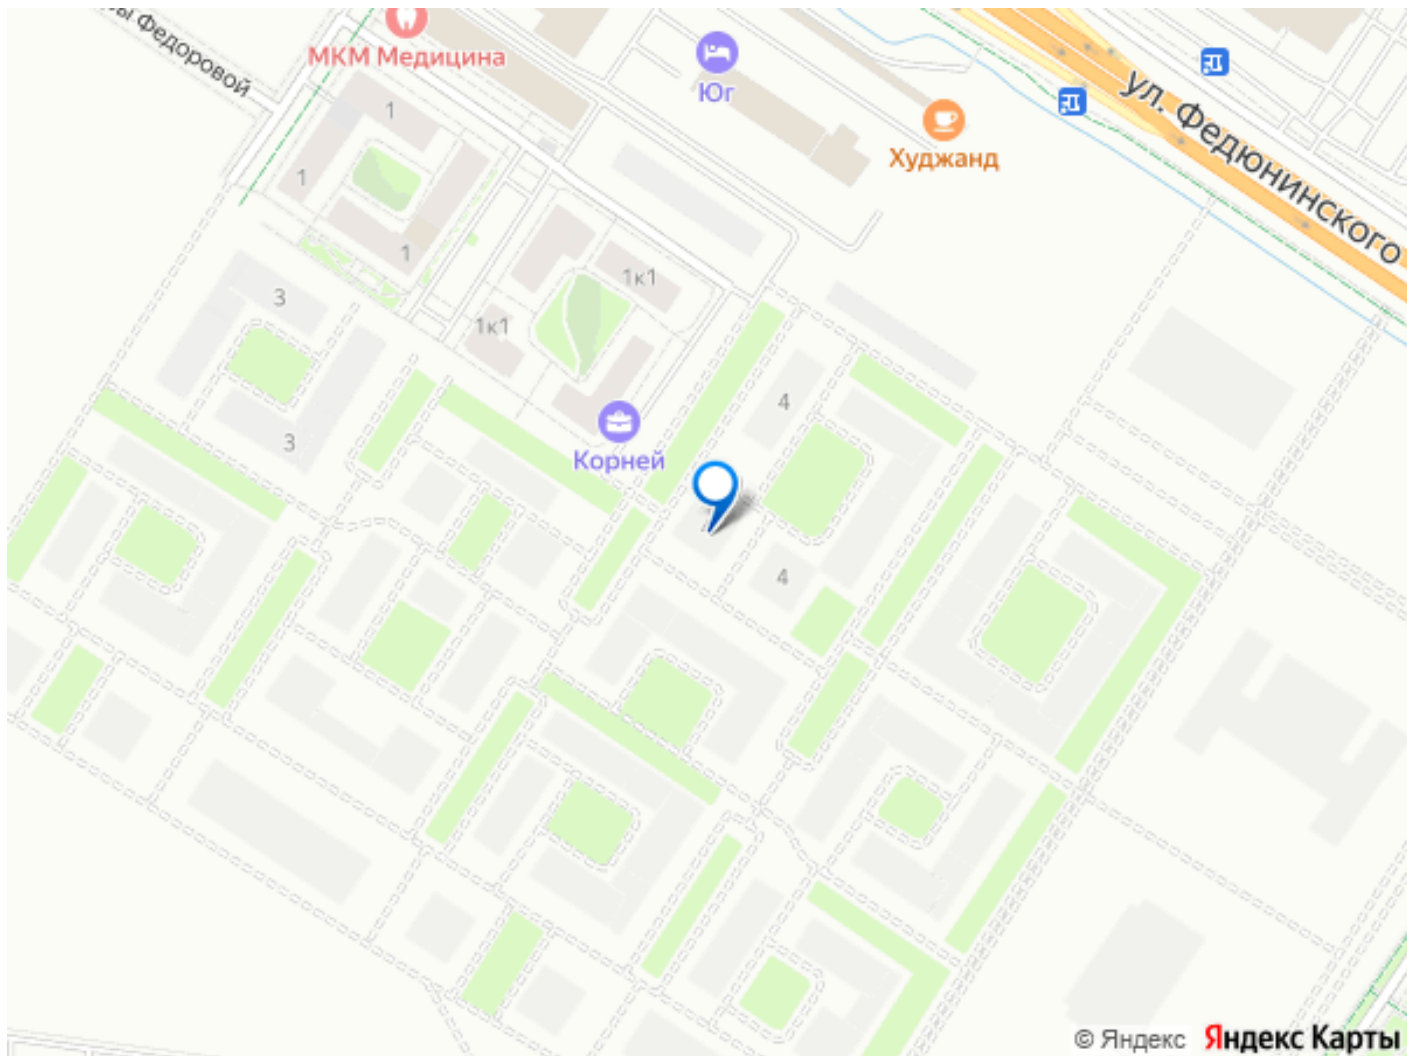 ы Федоровой
МКМ Медицина
Юг
Худжанд
ул. Федюнинского
1
1
1
1к1
1к1
3
3
4
Корней
4
© Яндекс Яндекс Карты